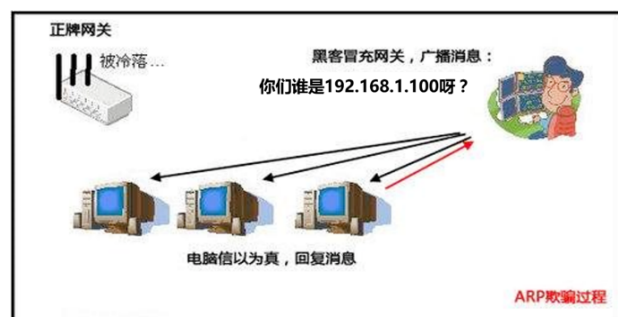 正牌网关
被冷落...
黑客冒充网关，广播消息：
你们谁是192.168.1.100呀？
电脑信以为真，回复消息
ARP欺骗过程